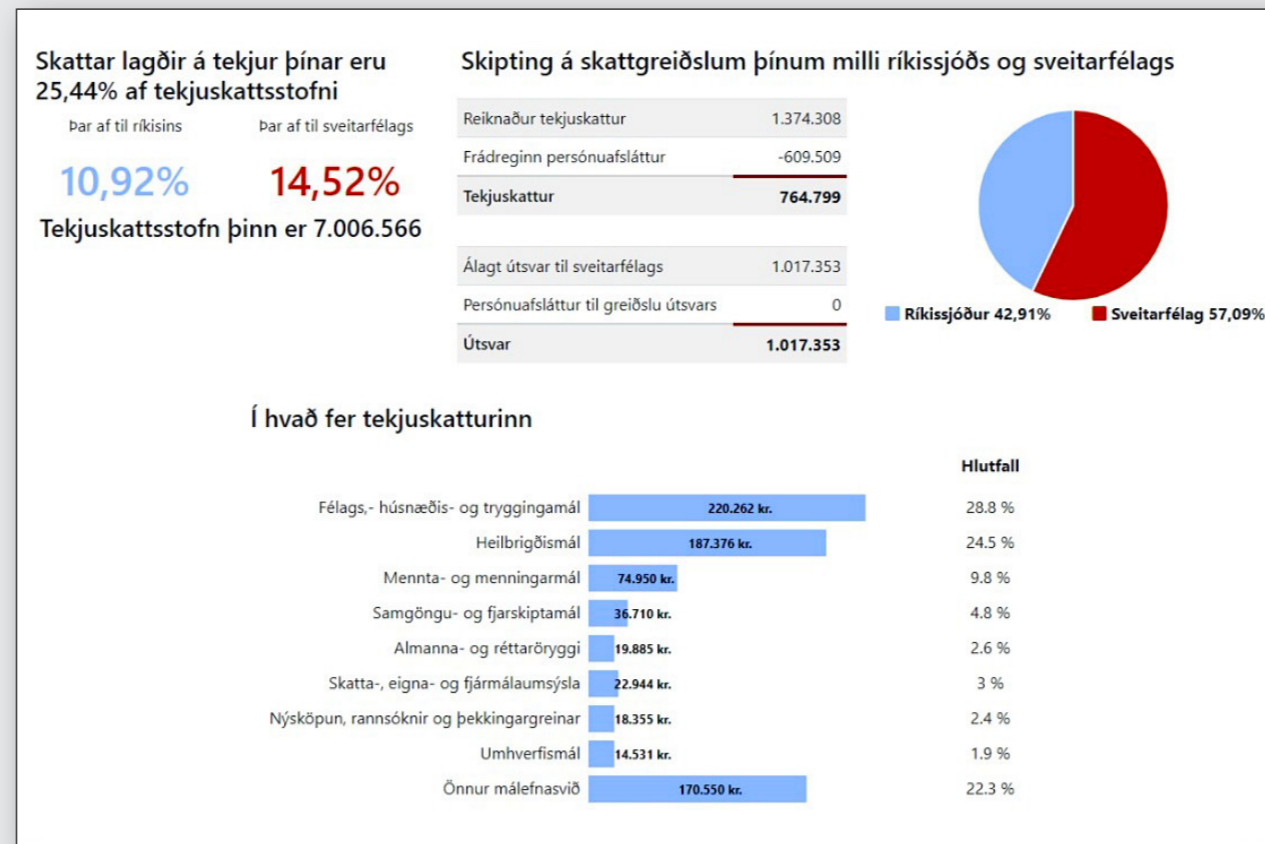 Skattar lagðir á tekjur þínar eru
25,44% af tekjuskattsstofni
Þar af til ríkisins Þar af til sveitarfélags
10,92% 14,52%
Tekjuskattsstofn þinn er 7.006.566
Skipting á skattgreiðslum þínum milli ríkissjóðs og sveitarfélags
Reiknaður tekjuskattur 1.374.308
Frádreginn persónuafsláttur -609.509
Tekjuskattur 764.799
Álagt útsvar til sveitarfélags 1.017.353
Persónuafsláttur til greiðslu útsvars 0
Útsvar 1.017.353
Ríkissjóður 42,91% Sveitarfélag 57,09%
Í hvað fer tekjuskatturinn
Hlutfall
Félags,- húsnæðis- og tryggingamál 220.262 kr. 28.8 %
Heilbrigðismál 187.376 kr. 24.5 %
Mennta- og menningarmál 74.950 kr. 9.8 %
Samgöngu- og fjarskiptamál 36.710 kr. 4.8 %
Almanna- og réttaröryggi 19.885 kr. 2.6 %
Skatta-, eigna- og fjármálaumsýsla 22.944 kr. 3 %
Nýsköpun, rannsóknir og þekkingargreinar 18.355 kr. 2.4 %
Umhverfismál 14.531 kr. 1.9 %
Önnur málefnasvið 170.550 kr. 22.3 %